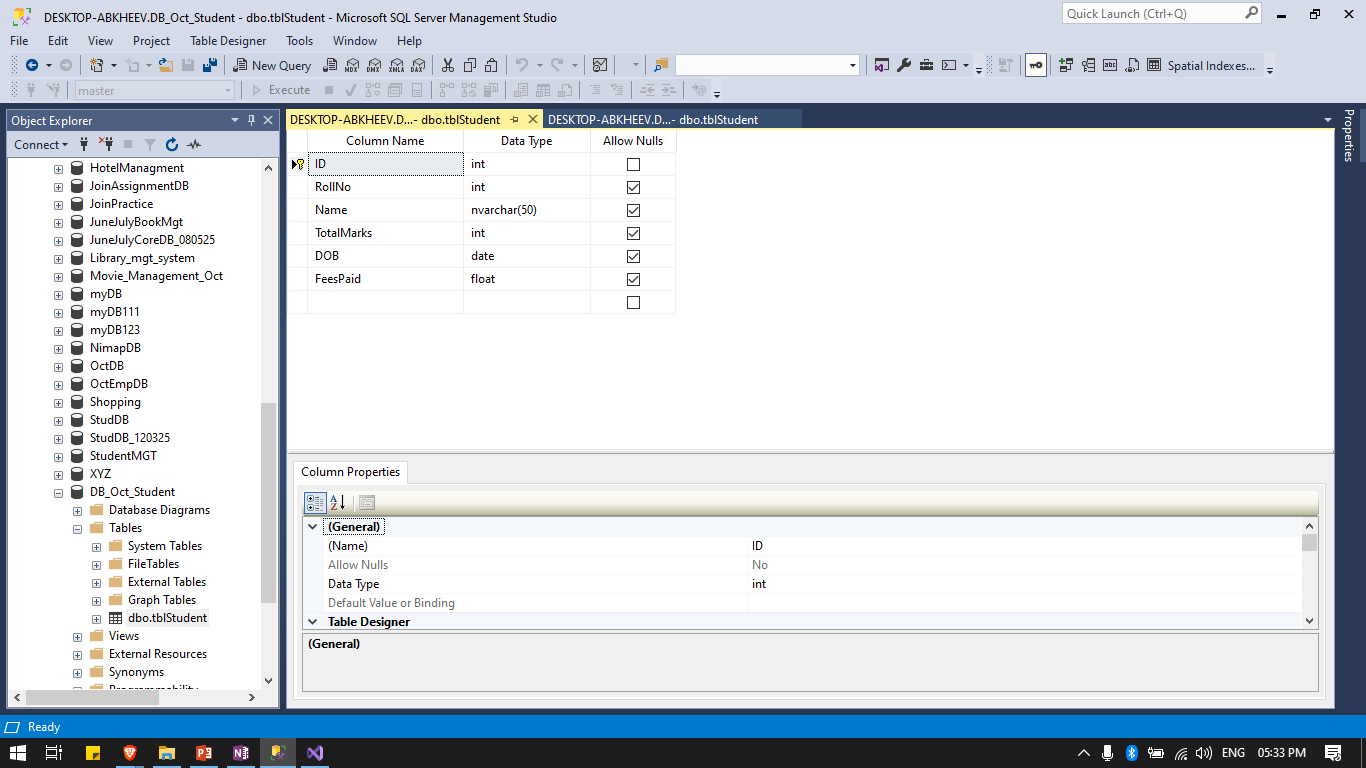 DESKTOP-ABKHEEV.DB_Oct_Student - dbo.tblStudent - Microsoft SQL Server Management Studio
Quick Launch (Ctrl+Q)
File Edit View Project Table Designer Tools Window Help
New Query MDX DMX XMLA DAX Spatial Indexes...
master Execute
Object Explorer
Connect
HotelManagment
JoinAssignmentDB
JoinPractice
JuneJulyBookMgt
JuneJulyCoreDB_080525
Library_mgt_system
Movie_Management_Oct
myDB
myDB111
myDB123
NimapDB
OctDB
OctEmpDB
Shopping
StudDB
StudDB_120325
StudentMGT
XYZ
DB_Oct_Student
Database Diagrams
Tables
System Tables
FileTables
External Tables
Graph Tables
dbo.tblStudent
Views
External Resources
Synonyms
Programmability
DESKTOP-ABKHEEV.D...- dbo.tblStudent DESKTOP-ABKHEEV.D...- dbo.tblStudent
Column Name Data Type Allow Nulls
ID int
RollNo int
Name nvarchar(50)
TotalMarks int
DOB date
FeesPaid float
Column Properties
(General)
(Name) ID
Allow Nulls No
Data Type int
Default Value or Binding
Table Designer
(General)
Properties
Ready
ENG 05:33 PM